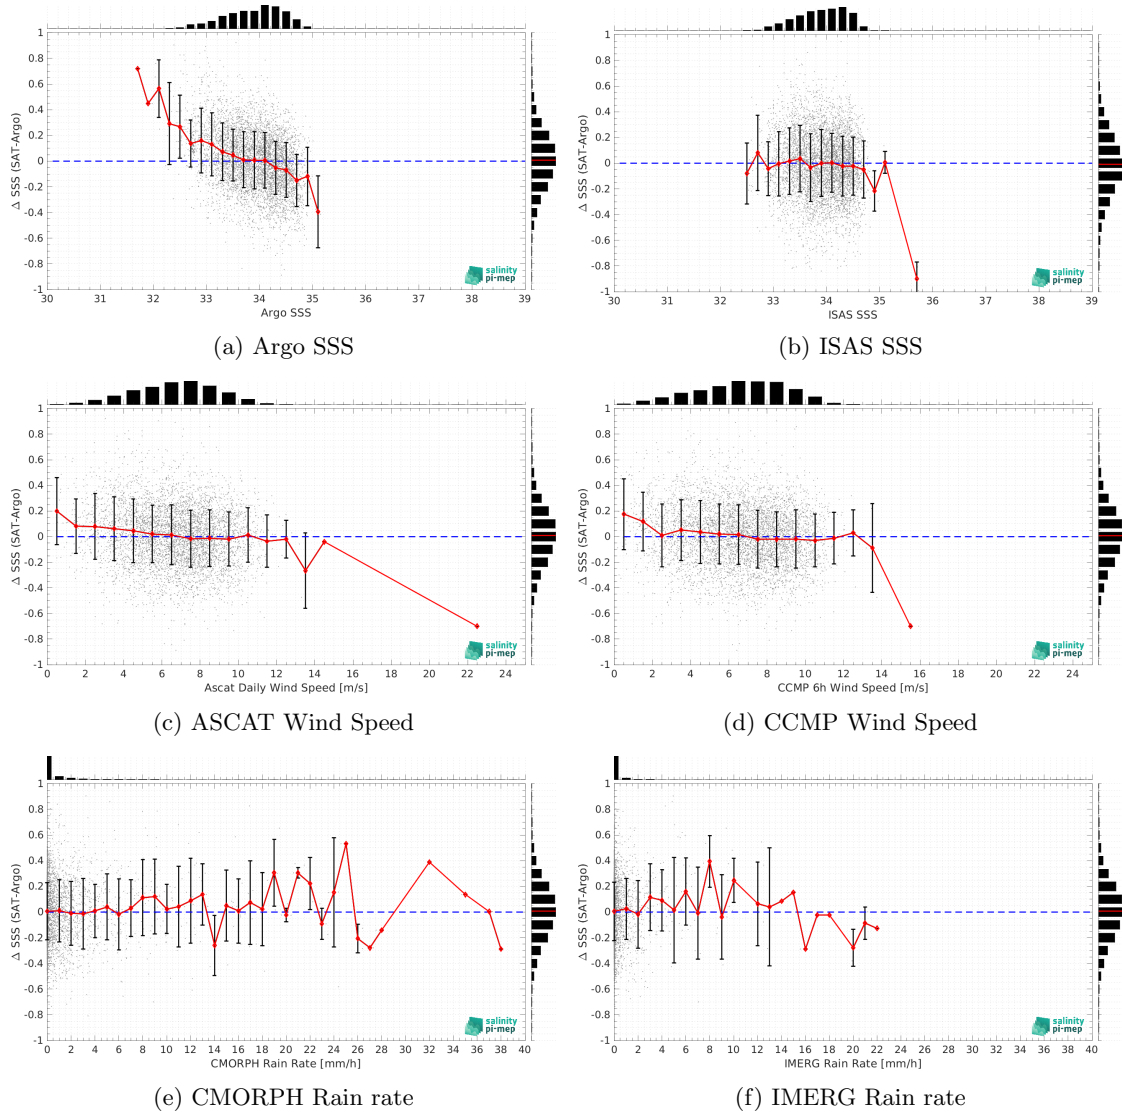 1
0.8
0.6
0.4
0.2
0
-0.2
-0.4
-0.6
-0.8
-1
Δ SSS (SAT-Argo)
30 31 32 33 34 35 36 37 38 39
Argo SSS
salinity
pi-mep
(a) Argo SSS
1
0.8
0.6
0.4
0.2
0
-0.2
-0.4
-0.6
-0.8
-1
Δ SSS (SAT-Argo)
30 31 32 33 34 35 36 37 38 39
ISAS SSS
salinity
pi-mep
(b) ISAS SSS
1
0.8
0.6
0.4
0.2
0
-0.2
-0.4
-0.6
-0.8
-1
Δ SSS (SAT-Argo)
0 2 4 6 8 10 12 14 16 18 20 22 24
Ascat Daily Wind Speed [m/s]
salinity
pi-mep
(c) ASCAT Wind Speed
1
0.8
0.6
0.4
0.2
0
-0.2
-0.4
-0.6
-0.8
-1
Δ SSS (SAT-Argo)
0 2 4 6 8 10 12 14 16 18 20 22 24
CCMP 6h Wind Speed [m/s]
salinity
pi-mep
(d) CCMP Wind Speed
1
0.8
0.6
0.4
0.2
0
-0.2
-0.4
-0.6
-0.8
-1
Δ SSS (SAT-Argo)
0 2 4 6 8 10 12 14 16 18 20 22 24 26 28 30 32 34 36 38 40
CMORPH Rain Rate [mm/h]
salinity
pi-mep
(e) CMORPH Rain rate
1
0.8
0.6
0.4
0.2
0
-0.2
-0.4
-0.6
-0.8
-1
Δ SSS (SAT-Argo)
0 2 4 6 8 10 12 14 16 18 20 22 24 26 28 30 32 34 36 38 40
IMERG Rain Rate [mm/h]
salinity
pi-mep
(f) IMERG Rain rate